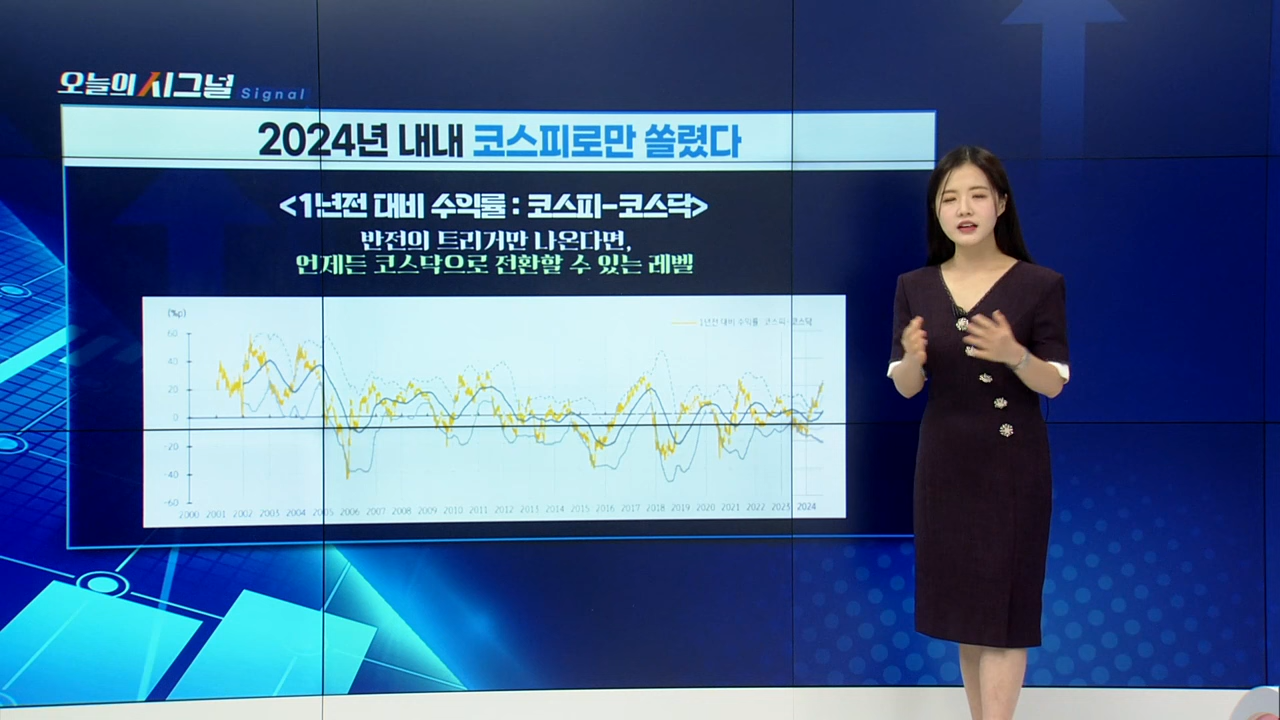 오늘의 시그널 Signal
2024년 내내 코스피로만 쏠렸다
<1년전 대비 수익률 : 코스피-코스닥>
반전의 트리거만 나온다면,
언제든 코스닥으로 전환할 수 있는 레벨
(%p)
1년전 대비 수익률: 코스피-코스닥
60
40
20
0
-20
-40
-60
2000 2001 2002 2003 2004 2005 2006 2007 2008 2009 2010 2011 2012 2013 2014 2015 2016 2017 2018 2019 2020 2021 2022 2023 2024